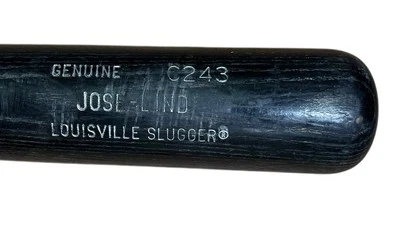 GENUINE C243
JOSE LIND
LOUISVILLE SLUGGER®